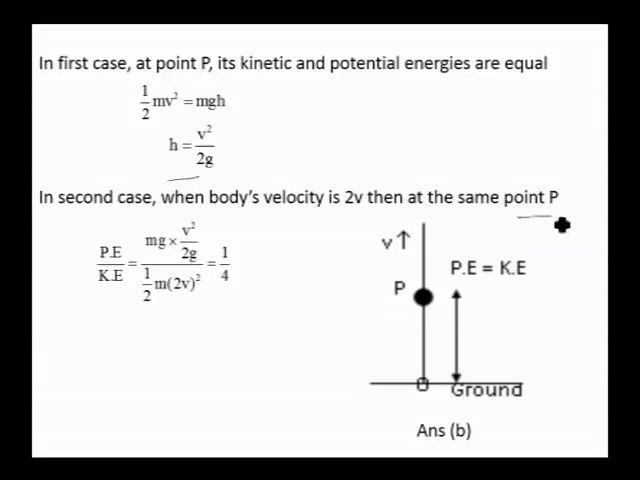 In first case, at point P, its kinetic and potential energies are equal
1/2 mv² = mgh
h = v²/2g
In second case, when body's velocity is 2v then at the same point P
P.E/K.E = (mg × v²/2g)/(1/2 m(2v)²) = 1/4
v↑
P.E = K.E
P
Ground
Ans (b)